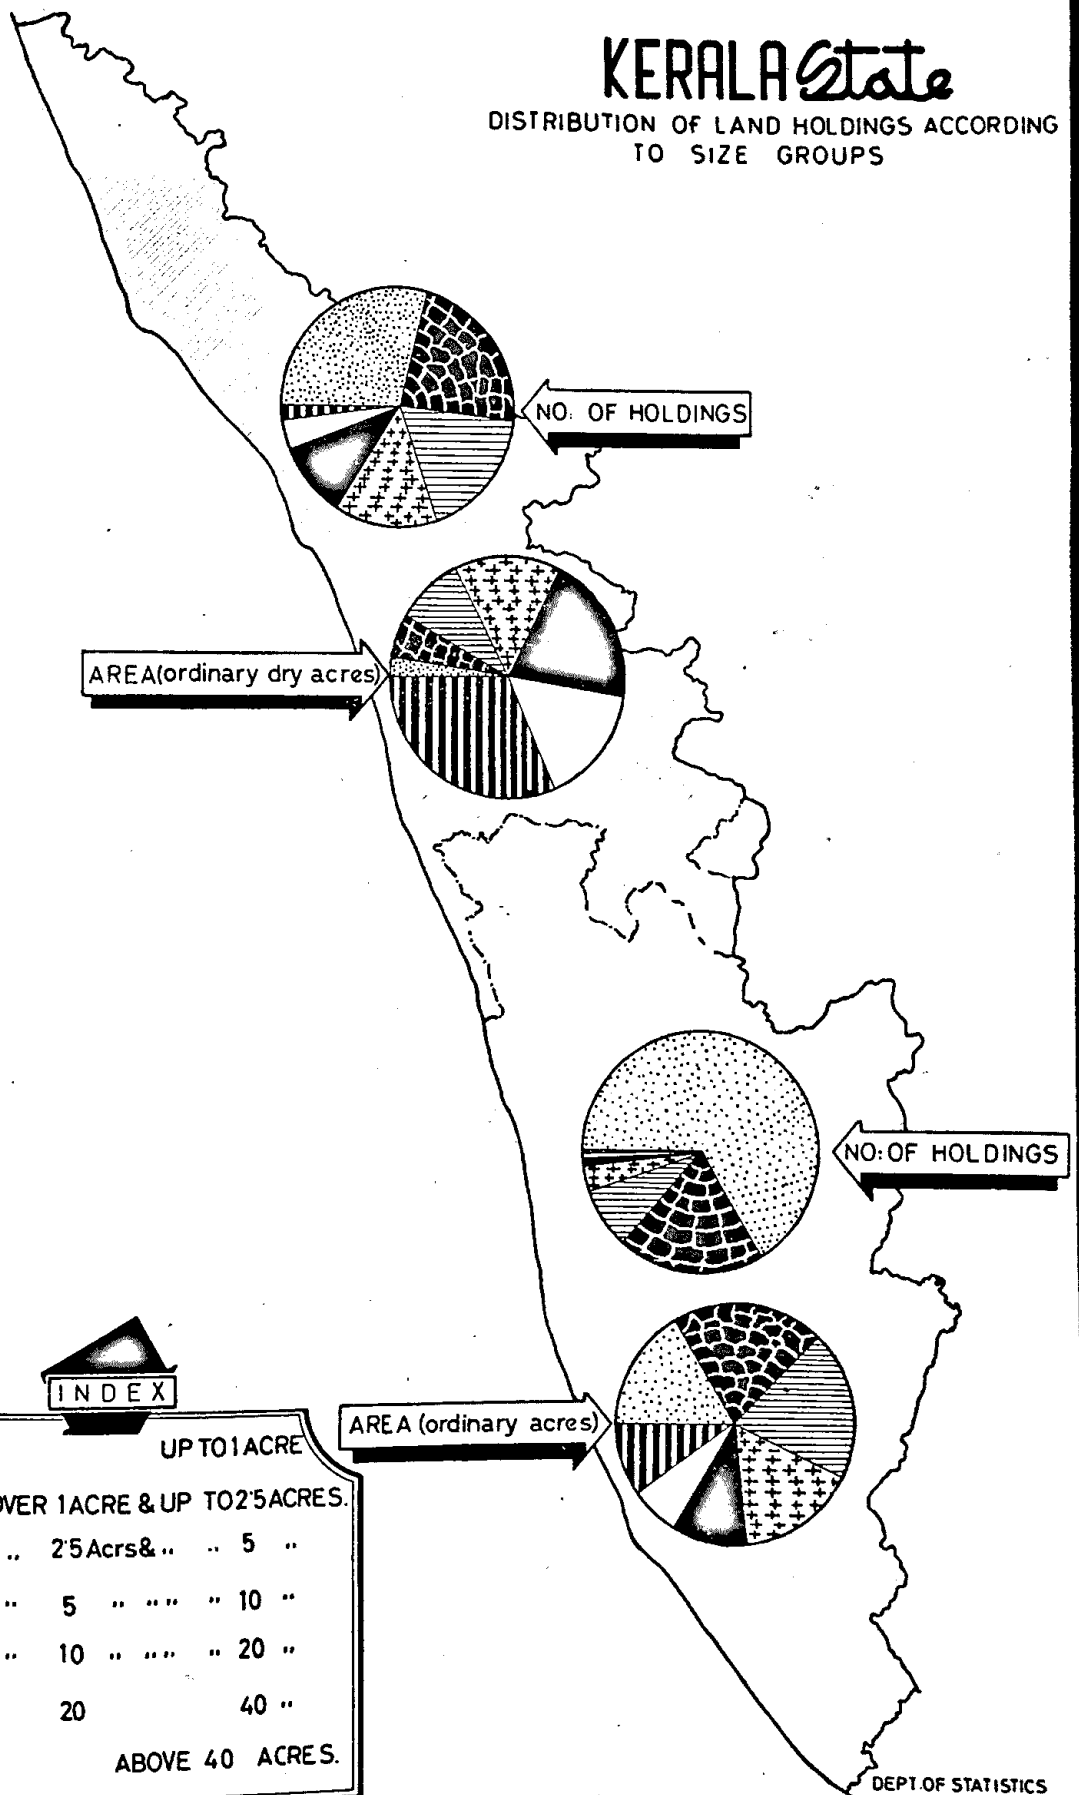 KERALA State
DISTRIBUTION OF LAND HOLDINGS ACCORDING
TO SIZE GROUPS
NO: OF HOLDINGS
AREA(ordinary dry acres)
NO: OF HOLDINGS
INDEX
AREA (ordinary acres)
UP TO 1 ACRE
OVER 1 ACRE & UP TO 2'5 ACRES.
,, 2'5 Acrs & ,, ,, 5 ,,
,, 5 ,, ,, ,, ,, 10 ,,
,, 10 ,, ,, ,, ,, 20 ,,
20 40 ,,
ABOVE 40 ACRES.
DEPT. OF STATISTICS